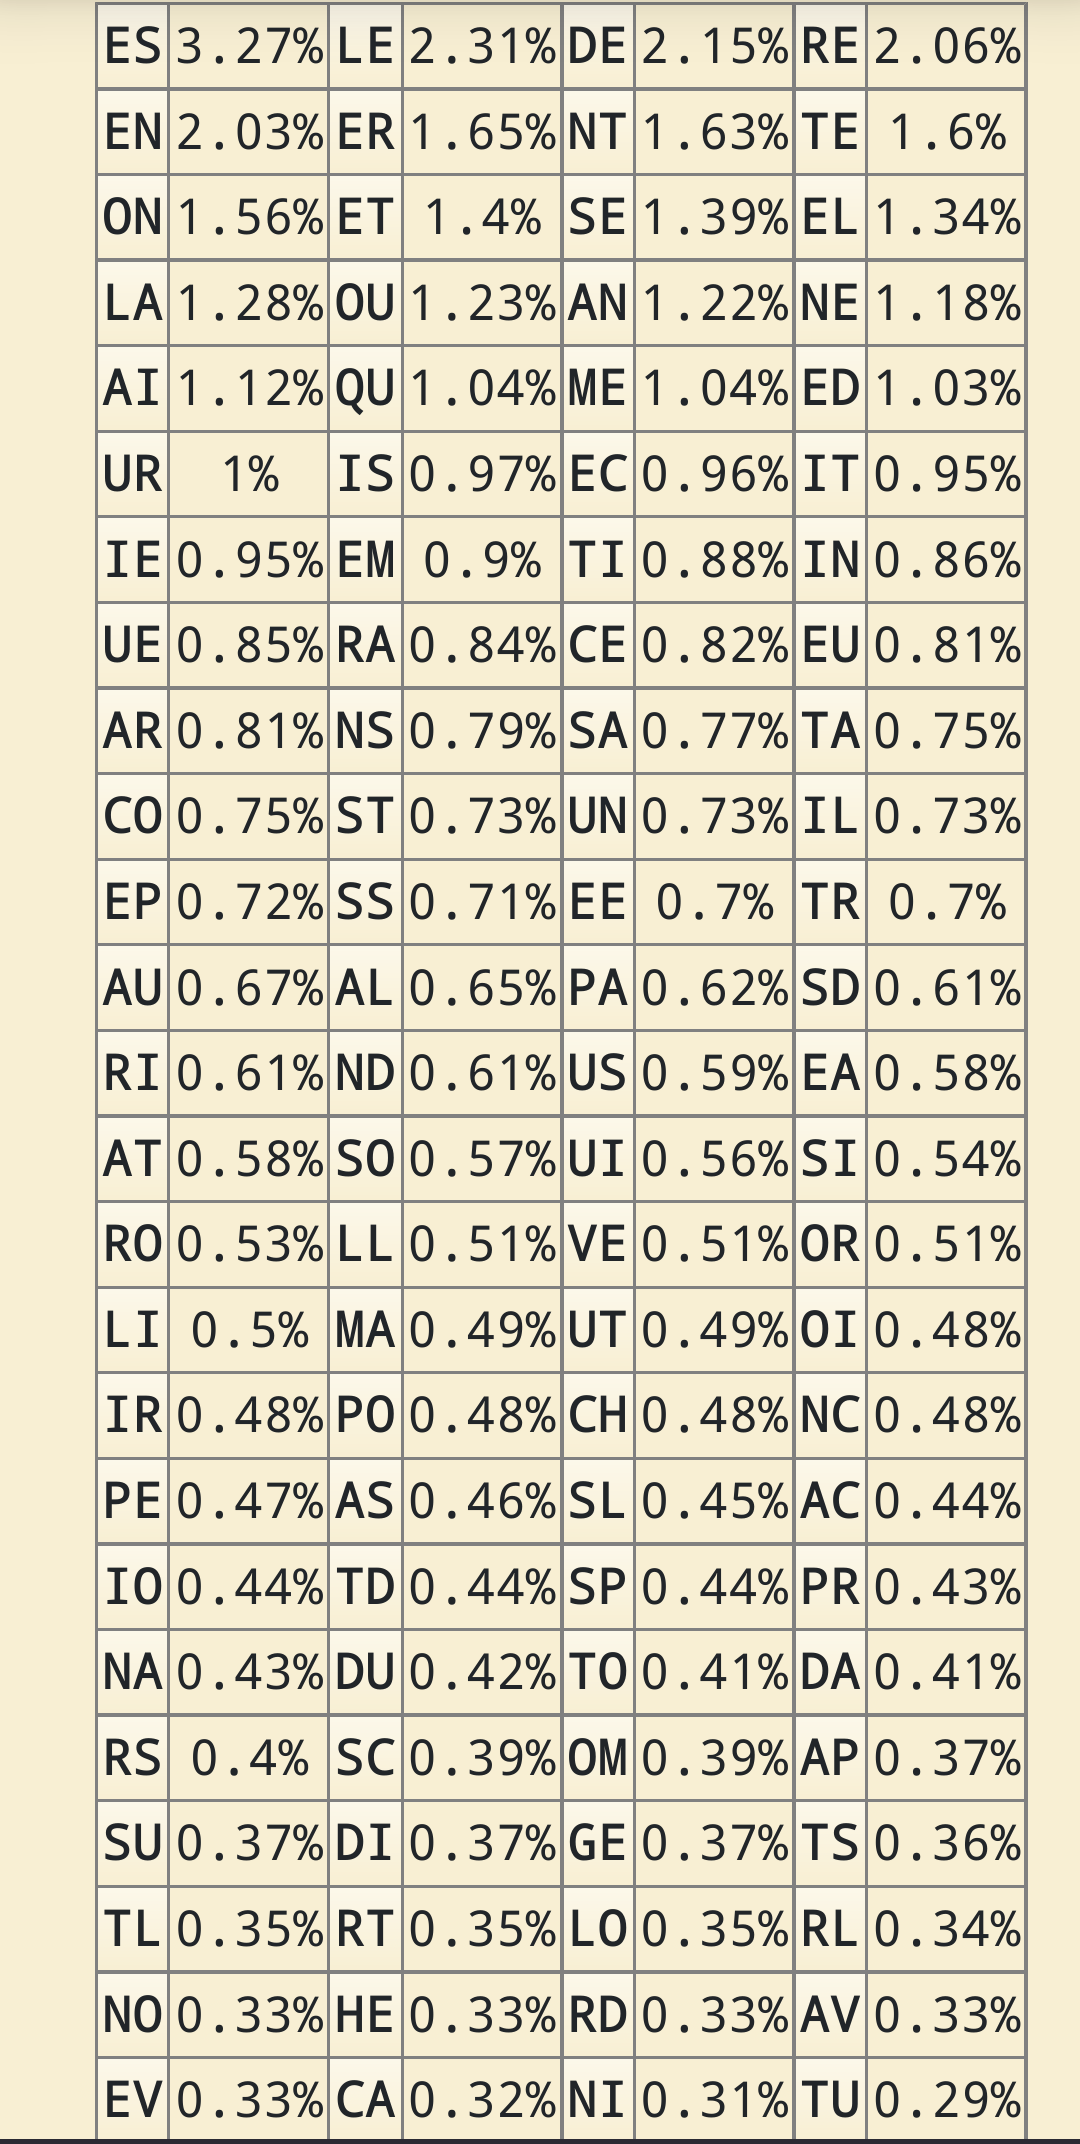 ES 3.27% LE 2.31% DE 2.15% RE 2.06%
EN 2.03% ER 1.65% NT 1.63% TE 1.6%
ON 1.56% ET 1.4% SE 1.39% EL 1.34%
LA 1.28% OU 1.23% AN 1.22% NE 1.18%
AI 1.12% QU 1.04% ME 1.04% ED 1.03%
UR 1% IS 0.97% EC 0.96% IT 0.95%
IE 0.95% EM 0.9% TI 0.88% IN 0.86%
UE 0.85% RA 0.84% CE 0.82% EU 0.81%
AR 0.81% NS 0.79% SA 0.77% TA 0.75%
CO 0.75% ST 0.73% UN 0.73% IL 0.73%
EP 0.72% SS 0.71% EE 0.7% TR 0.7%
AU 0.67% AL 0.65% PA 0.62% SD 0.61%
RI 0.61% ND 0.61% US 0.59% EA 0.58%
AT 0.58% SO 0.57% UI 0.56% SI 0.54%
RO 0.53% LL 0.51% VE 0.51% OR 0.51%
LI 0.5% MA 0.49% UT 0.49% OI 0.48%
IR 0.48% PO 0.48% CH 0.48% NC 0.48%
PE 0.47% AS 0.46% SL 0.45% AC 0.44%
IO 0.44% TD 0.44% SP 0.44% PR 0.43%
NA 0.43% DU 0.42% TO 0.41% DA 0.41%
RS 0.4% SC 0.39% OM 0.39% AP 0.37%
SU 0.37% DI 0.37% GE 0.37% TS 0.36%
TL 0.35% RT 0.35% LO 0.35% RL 0.34%
NO 0.33% HE 0.33% RD 0.33% AV 0.33%
EV 0.33% CA 0.32% NI 0.31% TU 0.29%